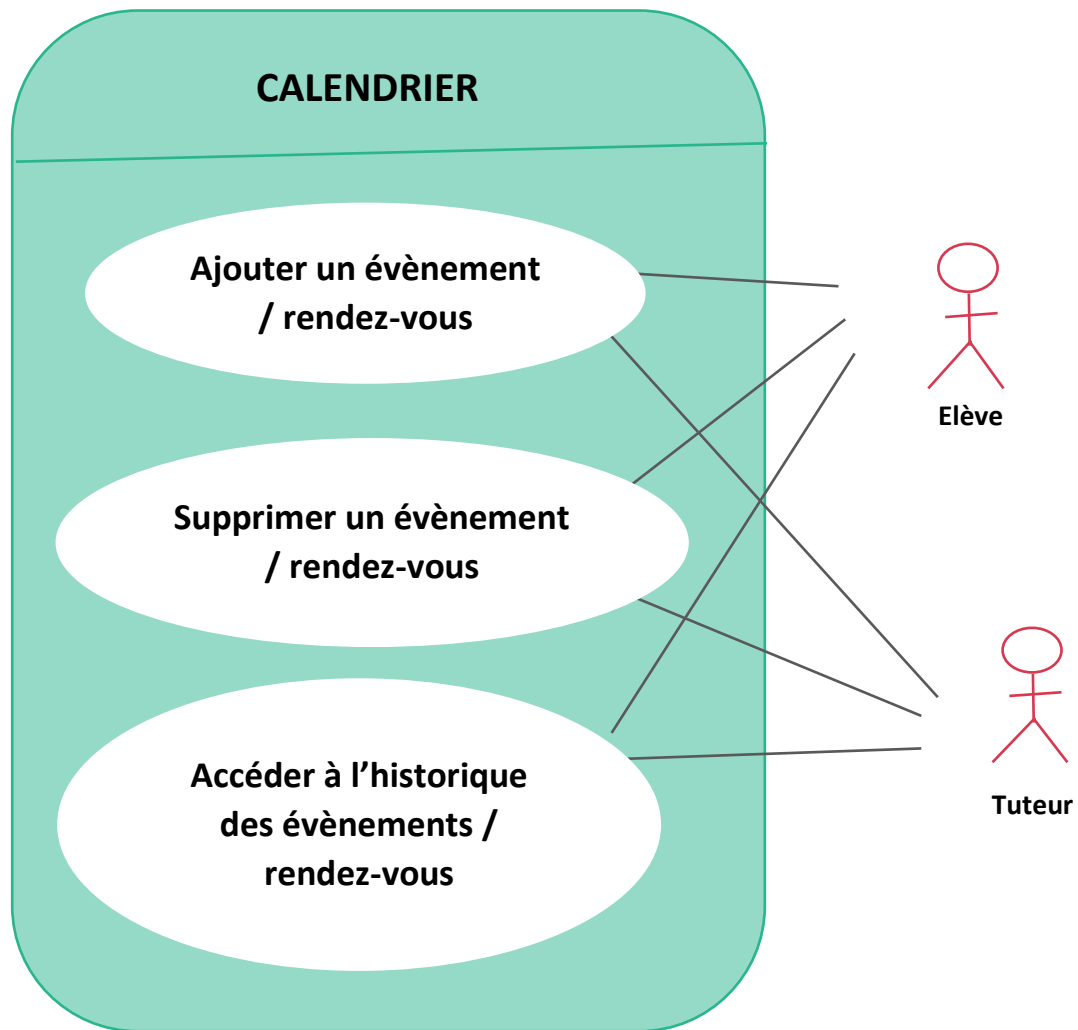 CALENDRIER
Ajouter un évènement
/ rendez-vous
Elève
Supprimer un évènement
/ rendez-vous
Accéder à l’historique
des évènements /
rendez-vous
Tuteur